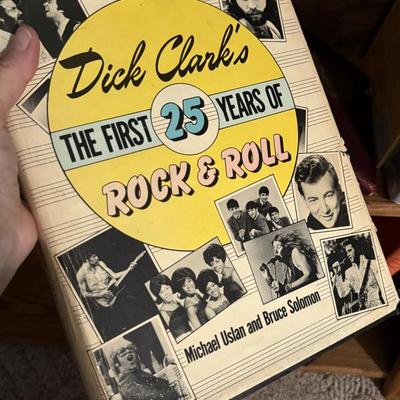 Dick Clark's
THE FIRST 25 YEARS OF
ROCK & ROLL
Michael Uslan and Bruce Solomon